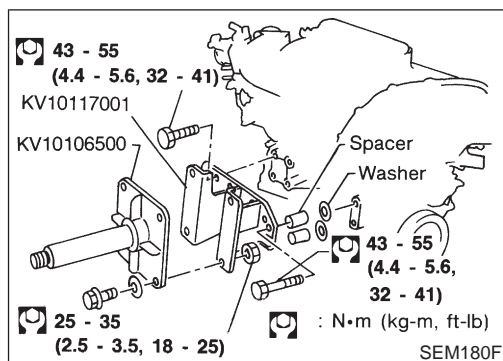 43 - 55
(4.4 - 5.6, 32 - 41)
KV10117001
KV10106500
Spacer
Washer
43 - 55
(4.4 - 5.6,
32 - 41)
25 - 35
(2.5 - 3.5, 18 - 25)
: N•m (kg-m, ft-lb)
SEM180F